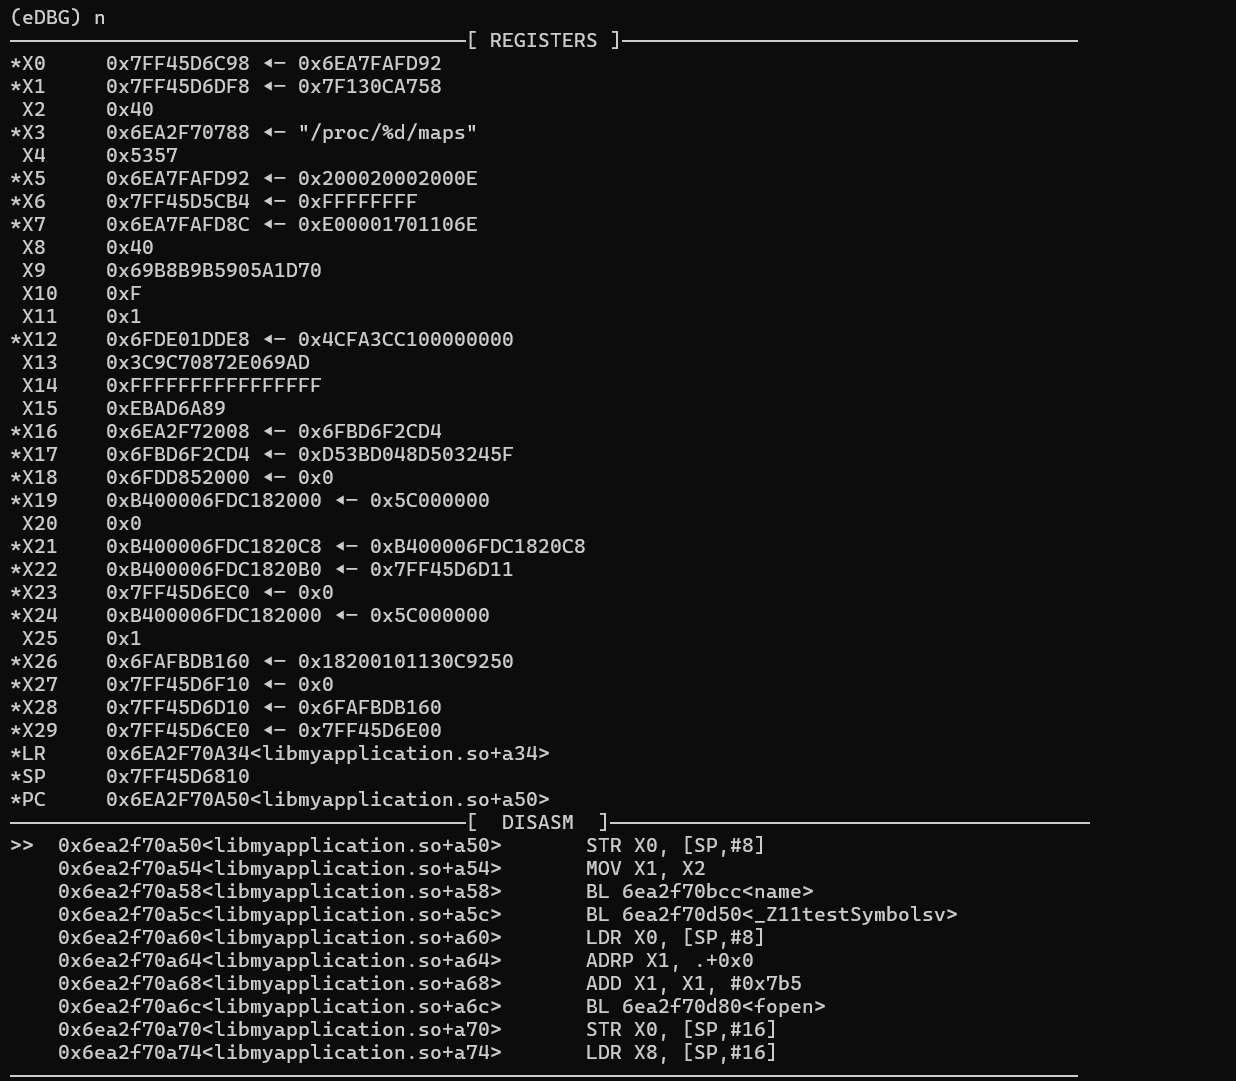 (eDBG) n
[ REGISTERS ]
*X0     0x7FF45D6C98 ◂— 0x6EA7FAFD92
*X1     0x7FF45D6DF8 ◂— 0x7F130CA758
 X2     0x40
*X3     0x6EA2F70788 ◂— "/proc/%d/maps"
 X4     0x5357
*X5     0x6EA7FAFD92 ◂— 0x200020002000E
*X6     0x7FF45D5CB4 ◂— 0xFFFFFFFF
*X7     0x6EA7FAFD8C ◂— 0xE00001701106E
 X8     0x40
 X9     0x69B8B9B5905A1D70
 X10    0xF
 X11    0x1
*X12    0x6FDE01DDE8 ◂— 0x4CFA3CC100000000
 X13    0x3C9C70872E069AD
 X14    0xFFFFFFFFFFFFFFFF
 X15    0xEBAD6A89
*X16    0x6EA2F72008 ◂— 0x6FBD6F2CD4
*X17    0x6FBD6F2CD4 ◂— 0xD53BD048D503245F
*X18    0x6FDD852000 ◂— 0x0
*X19    0xB400006FDC182000 ◂— 0x5C000000
 X20    0x0
*X21    0xB400006FDC1820C8 ◂— 0xB400006FDC1820C8
*X22    0xB400006FDC1820B0 ◂— 0x7FF45D6D11
*X23    0x7FF45D6EC0 ◂— 0x0
*X24    0xB400006FDC182000 ◂— 0x5C000000
 X25    0x1
*X26    0x6FAFBDB160 ◂— 0x18200101130C9250
*X27    0x7FF45D6F10 ◂— 0x0
*X28    0x7FF45D6D10 ◂— 0x6FAFBDB160
*X29    0x7FF45D6CE0 ◂— 0x7FF45D6E00
*LR     0x6EA2F70A34<libmyapplication.so+a34>
*SP     0x7FF45D6810
*PC     0x6EA2F70A50<libmyapplication.so+a50>
[  DISASM  ]
>>  0x6ea2f70a50<libmyapplication.so+a50>       STR X0, [SP,#8]
    0x6ea2f70a54<libmyapplication.so+a54>       MOV X1, X2
    0x6ea2f70a58<libmyapplication.so+a58>       BL 6ea2f70bcc<name>
    0x6ea2f70a5c<libmyapplication.so+a5c>       BL 6ea2f70d50<_Z11testSymbolsv>
    0x6ea2f70a60<libmyapplication.so+a60>       LDR X0, [SP,#8]
    0x6ea2f70a64<libmyapplication.so+a64>       ADRP X1, .+0x0
    0x6ea2f70a68<libmyapplication.so+a68>       ADD X1, X1, #0x7b5
    0x6ea2f70a6c<libmyapplication.so+a6c>       BL 6ea2f70d80<fopen>
    0x6ea2f70a70<libmyapplication.so+a70>       STR X0, [SP,#16]
    0x6ea2f70a74<libmyapplication.so+a74>       LDR X8, [SP,#16]